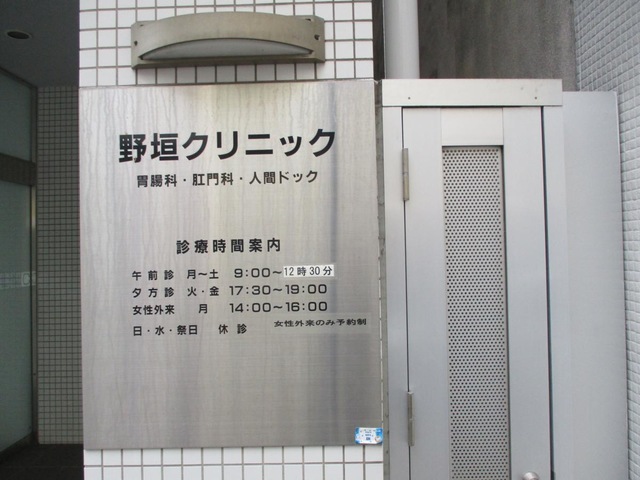 野垣クリニック
胃腸科・肛門科・人間ドック
診療時間案内
午前診 月～土 9:00～12時30分
夕方診 火・金 17:30～19:00
女性外来 月 14:00～16:00
日・水・祭日 休診 女性外来のみ予約制